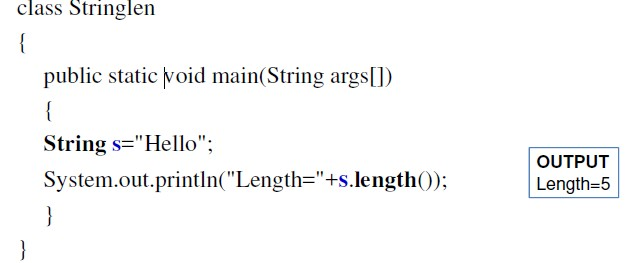 class Stringlen
{
public static void main(String args[])
{
String s="Hello";
System.out.println("Length="+s.length());
}
}
OUTPUT
Length=5